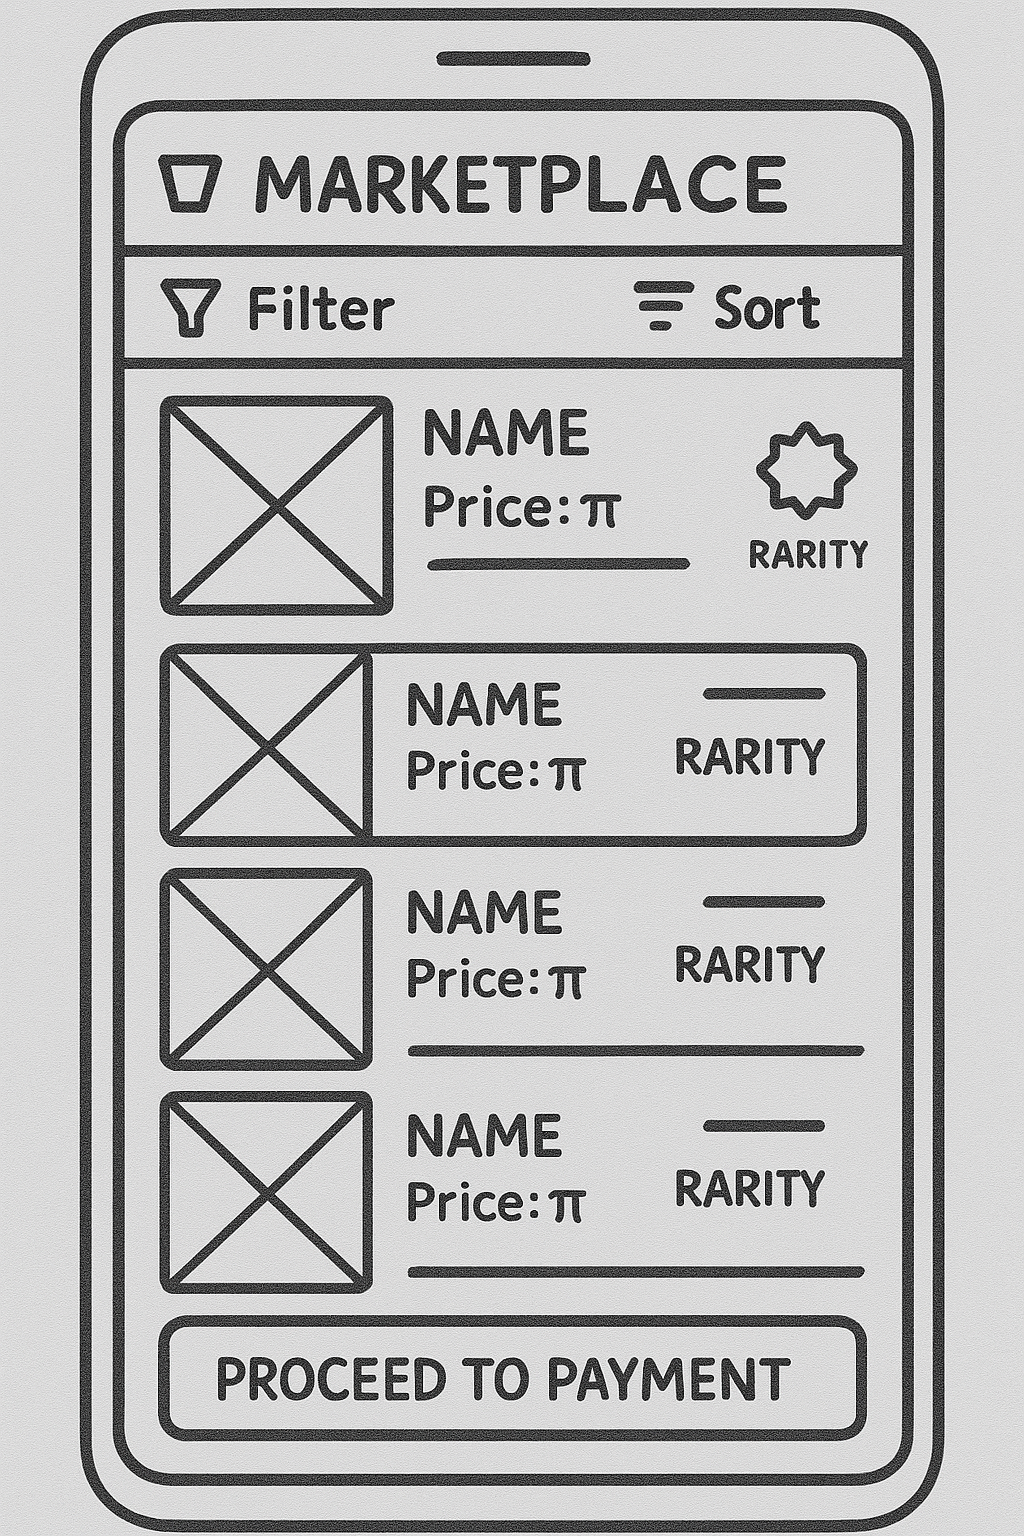 MARKETPLACE
Filter Sort
NAME
Price: π
RARITY
NAME
Price: π
RARITY
NAME
Price: π
RARITY
NAME
Price: π
RARITY
PROCEED TO PAYMENT